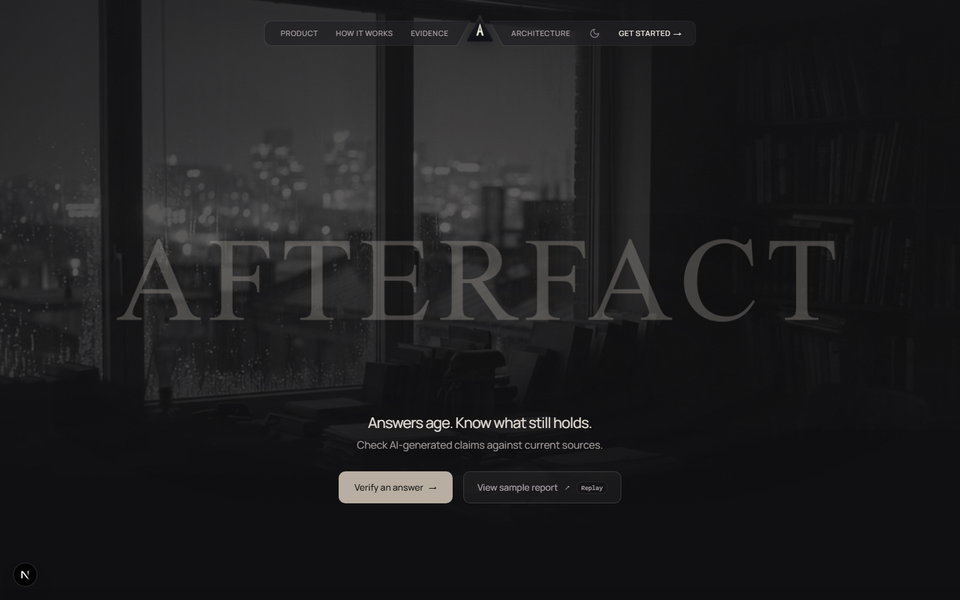 PRODUCT HOW IT WORKS EVIDENCE A ARCHITECTURE GET STARTED →
AFTERFACT
Answers age. Know what still holds.
Check AI-generated claims against current sources.
Verify an answer → View sample report ↗ Replay
N